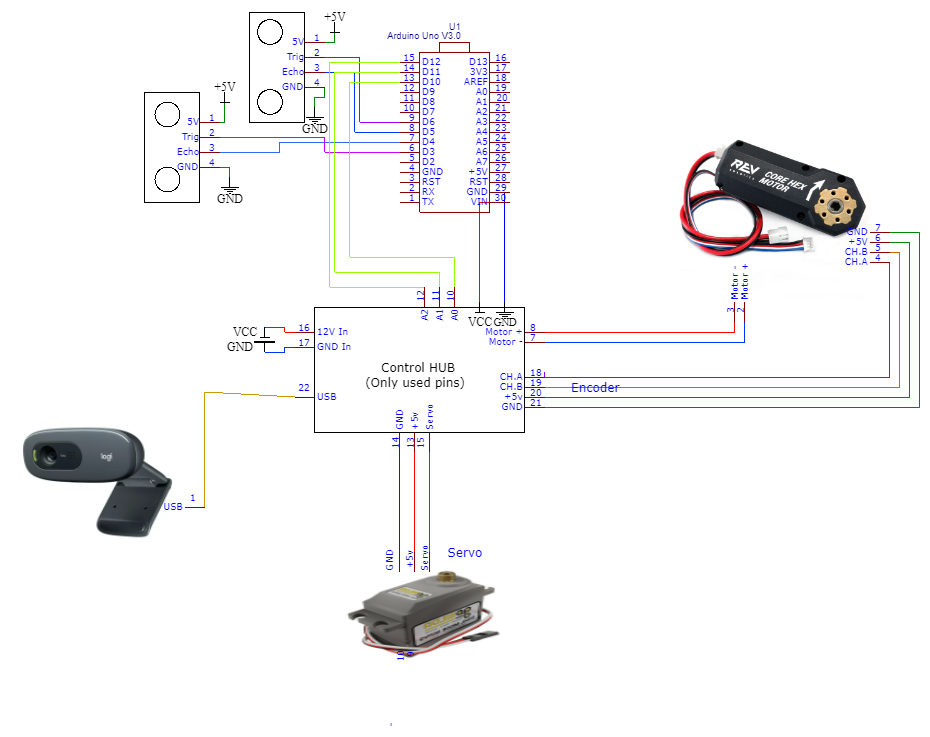 +5V
5V 1
Trig 2
Echo 3
GND 4
GND
+5V
5V 1
Trig 2
Echo 3
GND 4
GND
U1
Arduino Uno V3.0
15 D12 D13 16
14 D11 3V3 17
13 D10 AREF 18
12 D9 A0 19
11 D8 A1 20
10 D7 A2 21
9 D6 A3 22
8 D5 A4 23
7 D4 A5 24
6 D3 A6 25
5 D2 A7 26
4 GND +5V 27
3 RST RST 28
2 RX GND 29
1 TX VIN 30
REV
ROBOTICS
CORE HEX
MOTOR
GND 7
+5V 6
CH.B 5
CH.A 4
Motor -
Motor +
3
2
12 11 10
A2 A1 A0
VCC GND
VCC
GND
16 12V In
17 GND In
22 USB
Control HUB
(Only used pins)
Motor + 8
Motor - 7
CH.A 18
CH.B 19
+5v 20
GND 21
Encoder
GND +5v Servo
14 13 15
logi
USB 1
GND +5v Servo
Servo